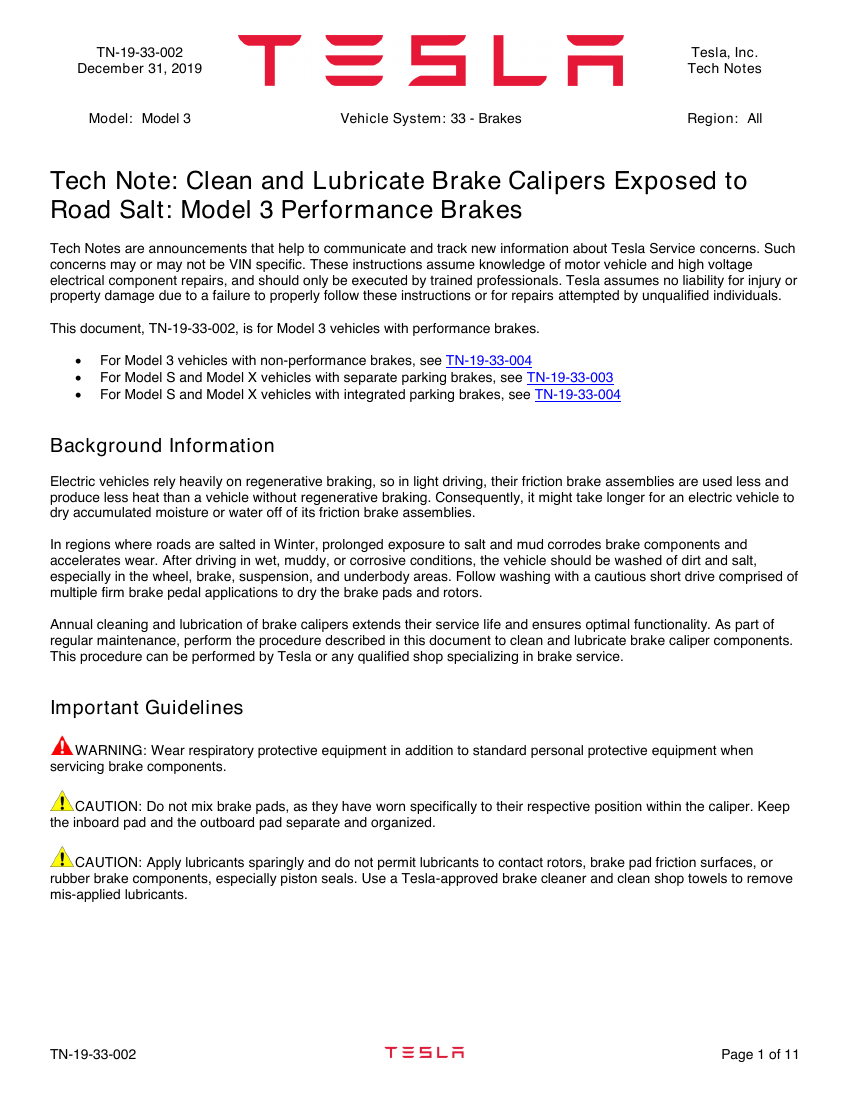 TN-19-33-002
December 31, 2019
TESLA
Tesla, Inc.
Tech Notes
Model: Model 3
Vehicle System: 33 - Brakes
Region: All
Tech Note: Clean and Lubricate Brake Calipers Exposed to
Road Salt: Model 3 Performance Brakes
Tech Notes are announcements that help to communicate and track new information about Tesla Service concerns. Such
concerns may or may not be VIN specific. These instructions assume knowledge of motor vehicle and high voltage
electrical component repairs, and should only be executed by trained professionals. Tesla assumes no liability for injury or
property damage due to a failure to properly follow these instructions or for repairs attempted by unqualified individuals.
This document, TN-19-33-002, is for Model 3 vehicles with performance brakes.
• For Model 3 vehicles with non-performance brakes, see TN-19-33-004
• For Model S and Model X vehicles with separate parking brakes, see TN-19-33-003
• For Model S and Model X vehicles with integrated parking brakes, see TN-19-33-004
Background Information
Electric vehicles rely heavily on regenerative braking, so in light driving, their friction brake assemblies are used less and
produce less heat than a vehicle without regenerative braking. Consequently, it might take longer for an electric vehicle to
dry accumulated moisture or water off of its friction brake assemblies.
In regions where roads are salted in Winter, prolonged exposure to salt and mud corrodes brake components and
accelerates wear. After driving in wet, muddy, or corrosive conditions, the vehicle should be washed of dirt and salt,
especially in the wheel, brake, suspension, and underbody areas. Follow washing with a cautious short drive comprised of
multiple firm brake pedal applications to dry the brake pads and rotors.
Annual cleaning and lubrication of brake calipers extends their service life and ensures optimal functionality. As part of
regular maintenance, perform the procedure described in this document to clean and lubricate brake caliper components.
This procedure can be performed by Tesla or any qualified shop specializing in brake service.
Important Guidelines
WARNING: Wear respiratory protective equipment in addition to standard personal protective equipment when
servicing brake components.
CAUTION: Do not mix brake pads, as they have worn specifically to their respective position within the caliper. Keep
the inboard pad and the outboard pad separate and organized.
CAUTION: Apply lubricants sparingly and do not permit lubricants to contact rotors, brake pad friction surfaces, or
rubber brake components, especially piston seals. Use a Tesla-approved brake cleaner and clean shop towels to remove
mis-applied lubricants.
TN-19-33-002
TESLA
Page 1 of 11